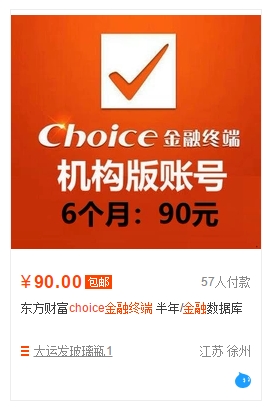 Choice 金融终端
机构版账号
6个月：90元
¥90.00 包邮 57人付款
东方财富choice金融终端 半年/金融数据库
大运发玻璃瓶1 江苏 徐州